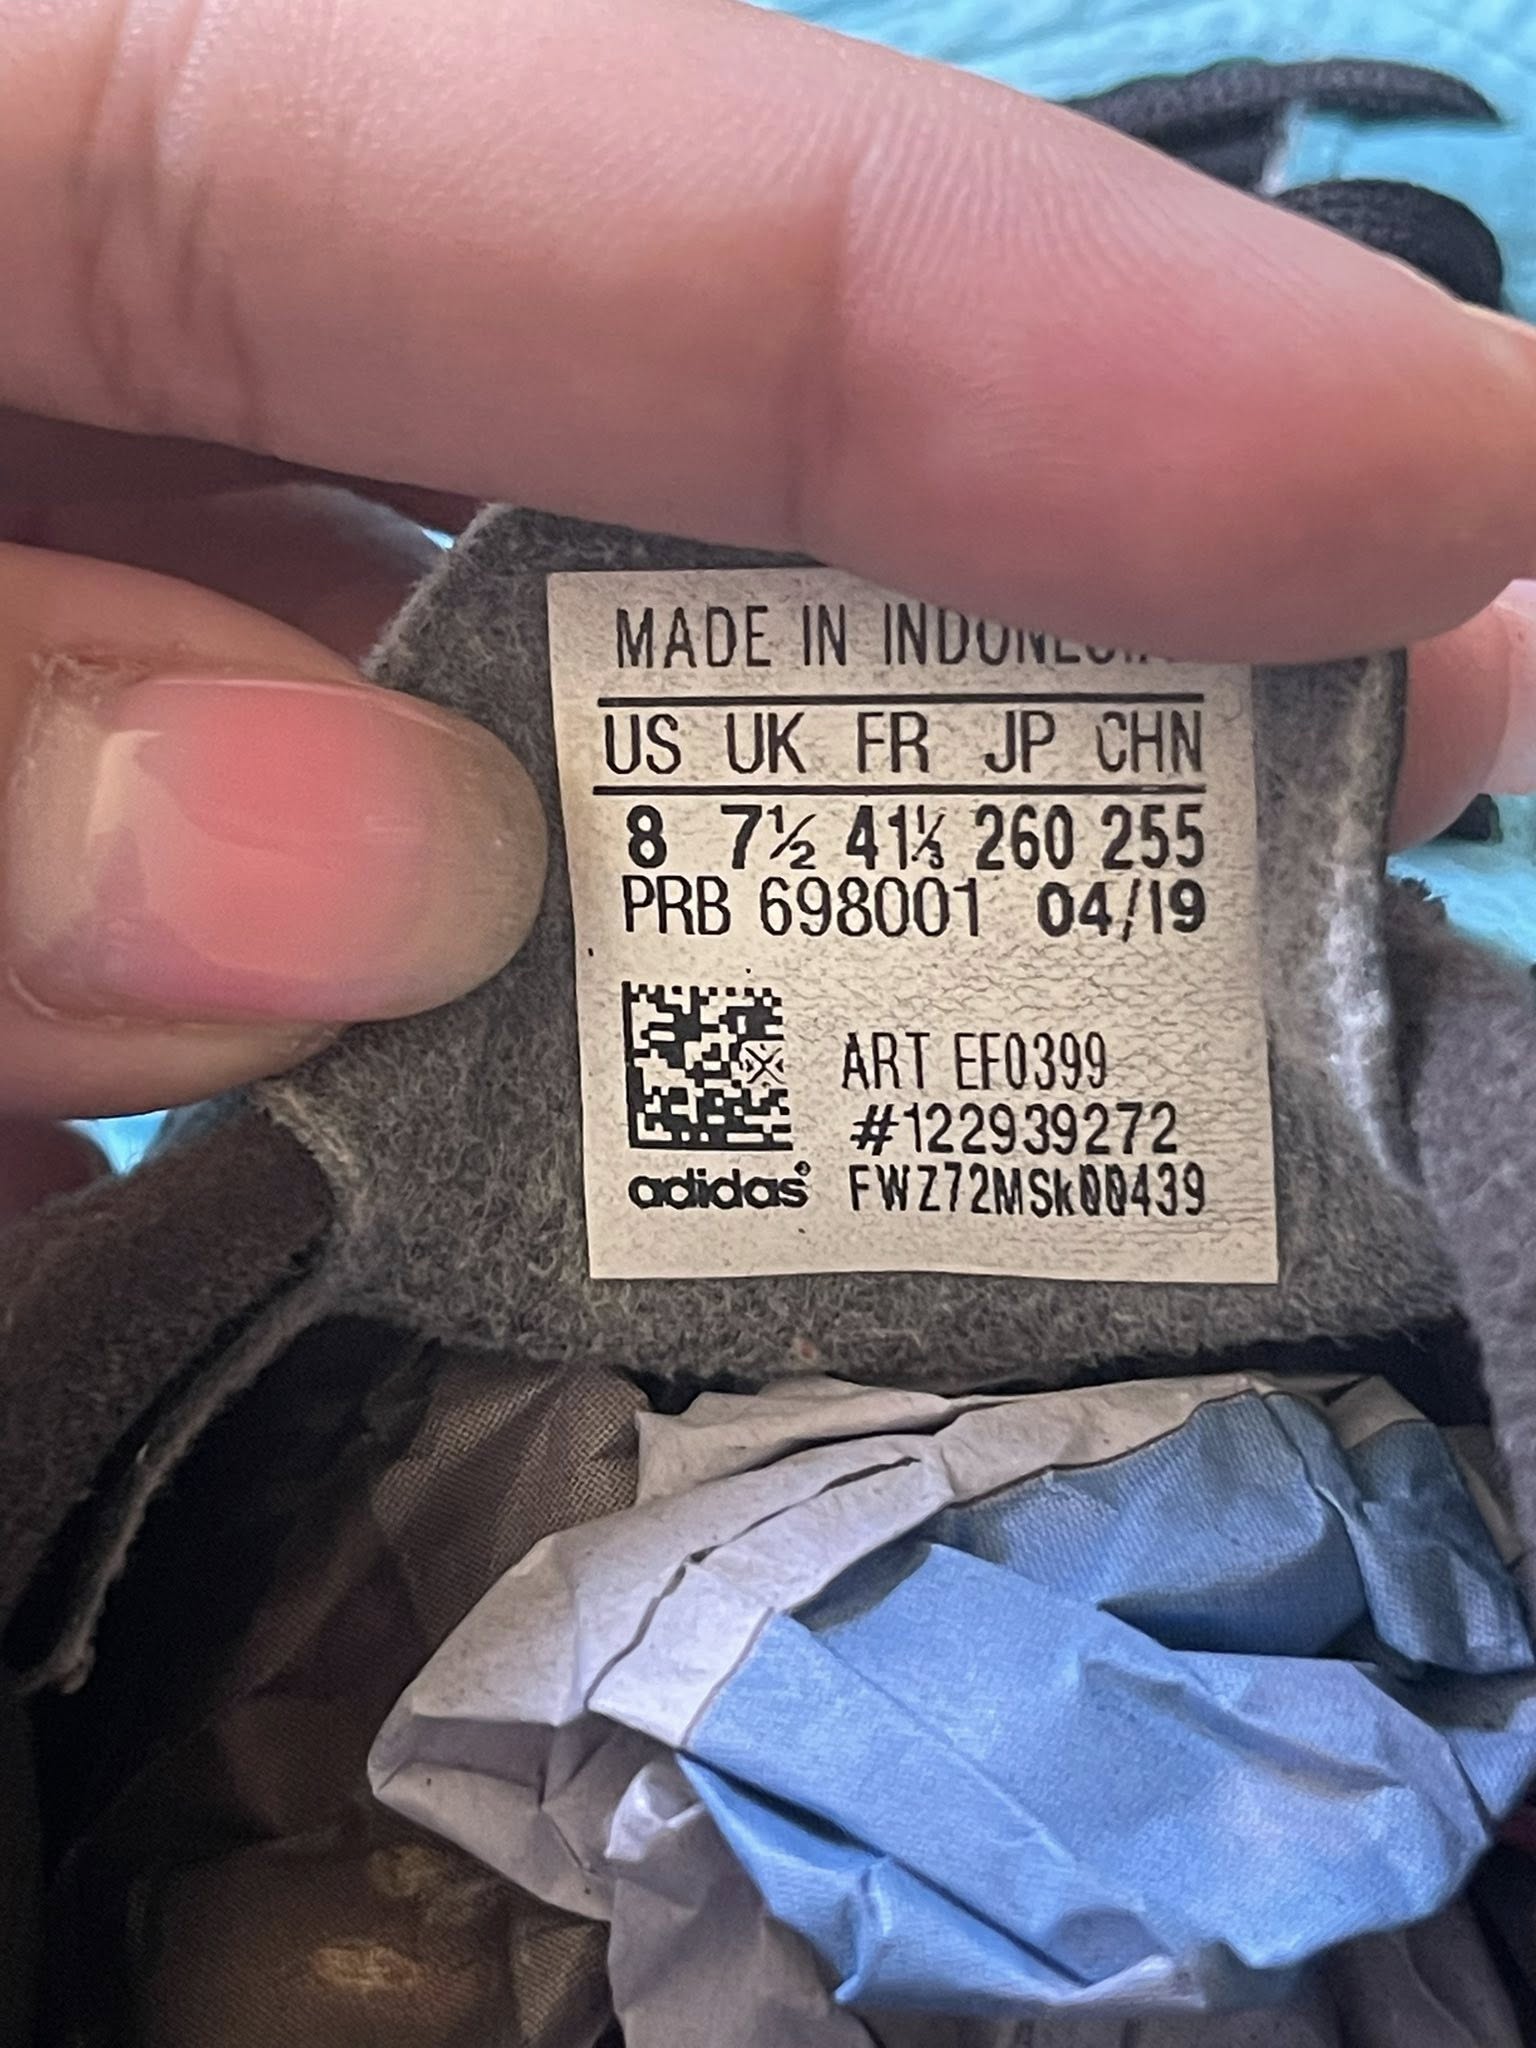 MADE IN INDONESIA
US UK FR JP CHN
8 7½ 41⅓ 260 255
PRB 698001 04/19
ART EF0399
#122939272
adidas® FWZ72MSK00439